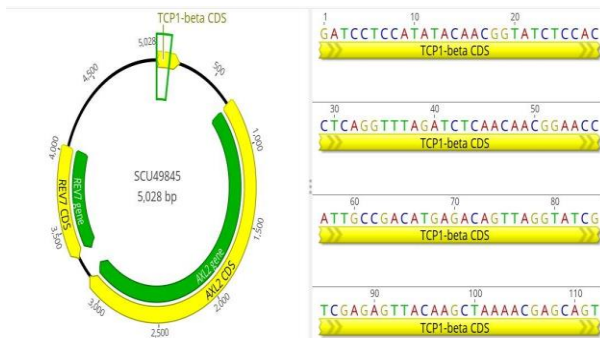 TCP1-beta CDS
5,028
500
1,000
1,500
2,000
2,500
3,000
3,500
4,000
4,500
SCU49845
5,028 bp
REV7 CDS
REV7 gene
AXL2 gene
AXL2 CDS
1 10 20
GATCCTCCATATACAACGGTATCTCCAC
TCP1-beta CDS
30 40 50
CTCAGGTTTAGATCTCAACAACGGAACC
TCP1-beta CDS
60 70 80
ATTGCCGACATGAGACAGTTAGGTATCG
TCP1-beta CDS
90 100 110
TCGAGAGTTACAAGCTAAAACGAGCAGT
TCP1-beta CDS